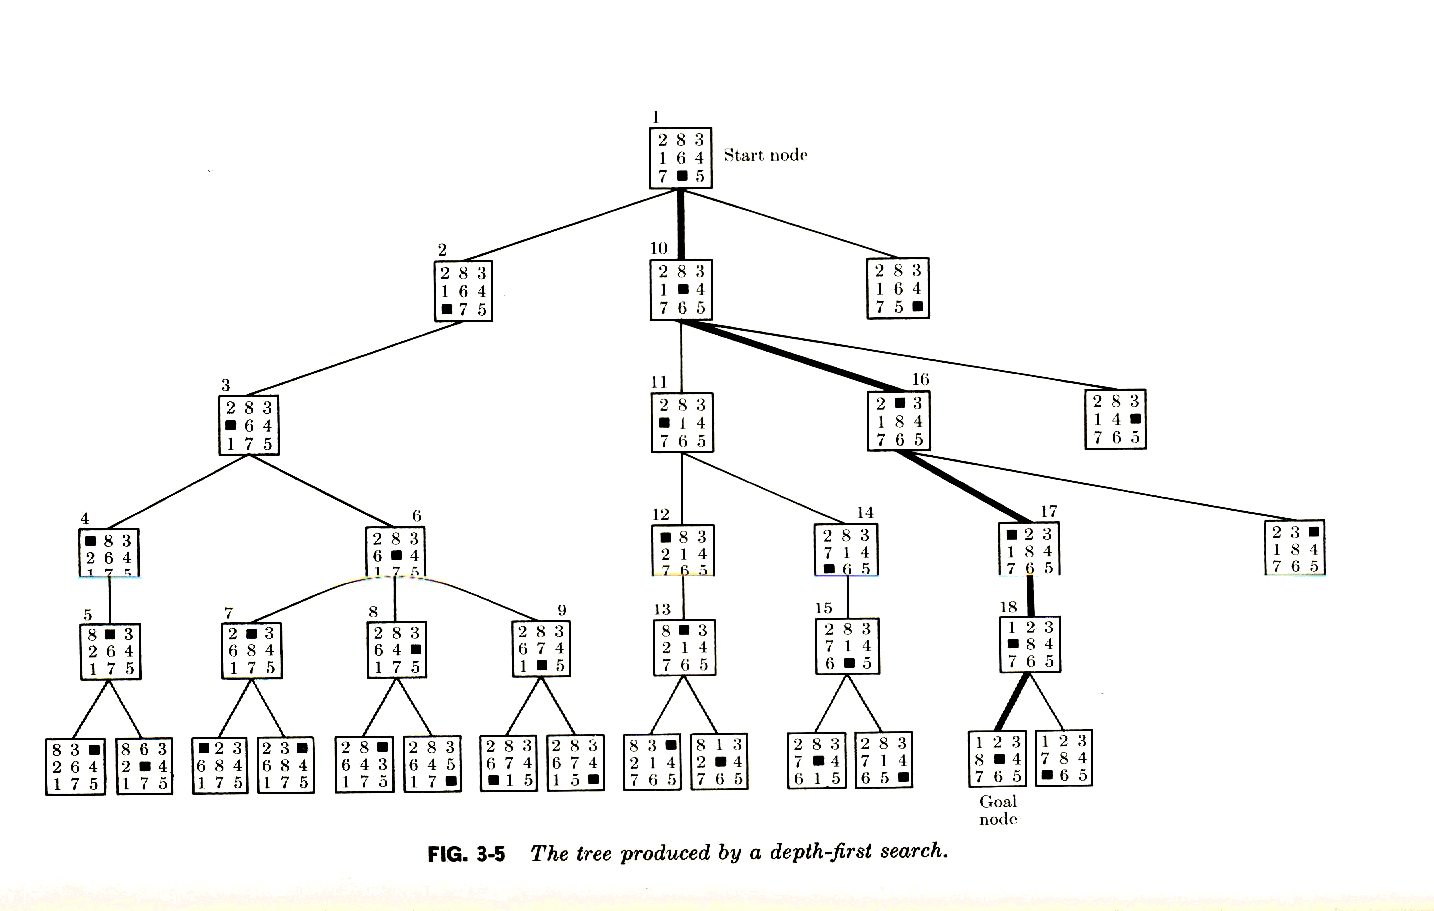 1
2 8 3
1 6 4
7 ■ 5
Start node
2
2 8 3
1 6 4
■ 7 5
10
2 8 3
1 ■ 4
7 6 5
2 8 3
1 6 4
7 5 ■
3
2 8 3
■ 6 4
1 7 5
11
2 8 3
■ 1 4
7 6 5
16
2 ■ 3
1 8 4
7 6 5
2 8 3
1 4 ■
7 6 5
4
■ 8 3
2 6 4
1 7 5
6
2 8 3
6 ■ 4
1 7 5
12
■ 8 3
2 1 4
7 6 5
14
2 8 3
7 1 4
■ 6 5
17
■ 2 3
1 8 4
7 6 5
2 3 ■
1 8 4
7 6 5
5
8 ■ 3
2 6 4
1 7 5
7
2 ■ 3
6 8 4
1 7 5
8
2 8 3
6 4 ■
1 7 5
9
2 8 3
6 7 4
1 ■ 5
13
8 ■ 3
2 1 4
7 6 5
15
2 8 3
7 1 4
6 ■ 5
18
1 2 3
■ 8 4
7 6 5
8 3 ■
2 6 4
1 7 5
8 6 3
2 ■ 4
1 7 5
■ 2 3
6 8 4
1 7 5
2 3 ■
6 8 4
1 7 5
2 8 ■
6 4 3
1 7 5
2 8 3
6 4 5
1 7 ■
2 8 3
6 7 4
■ 1 5
2 8 3
6 7 4
1 5 ■
8 3 ■
2 1 4
7 6 5
8 1 3
2 ■ 4
7 6 5
2 8 3
7 ■ 4
6 1 5
2 8 3
7 1 4
6 5 ■
1 2 3
8 ■ 4
7 6 5
Goal
node
1 2 3
7 8 4
■ 6 5
FIG. 3-5 The tree produced by a depth-first search.